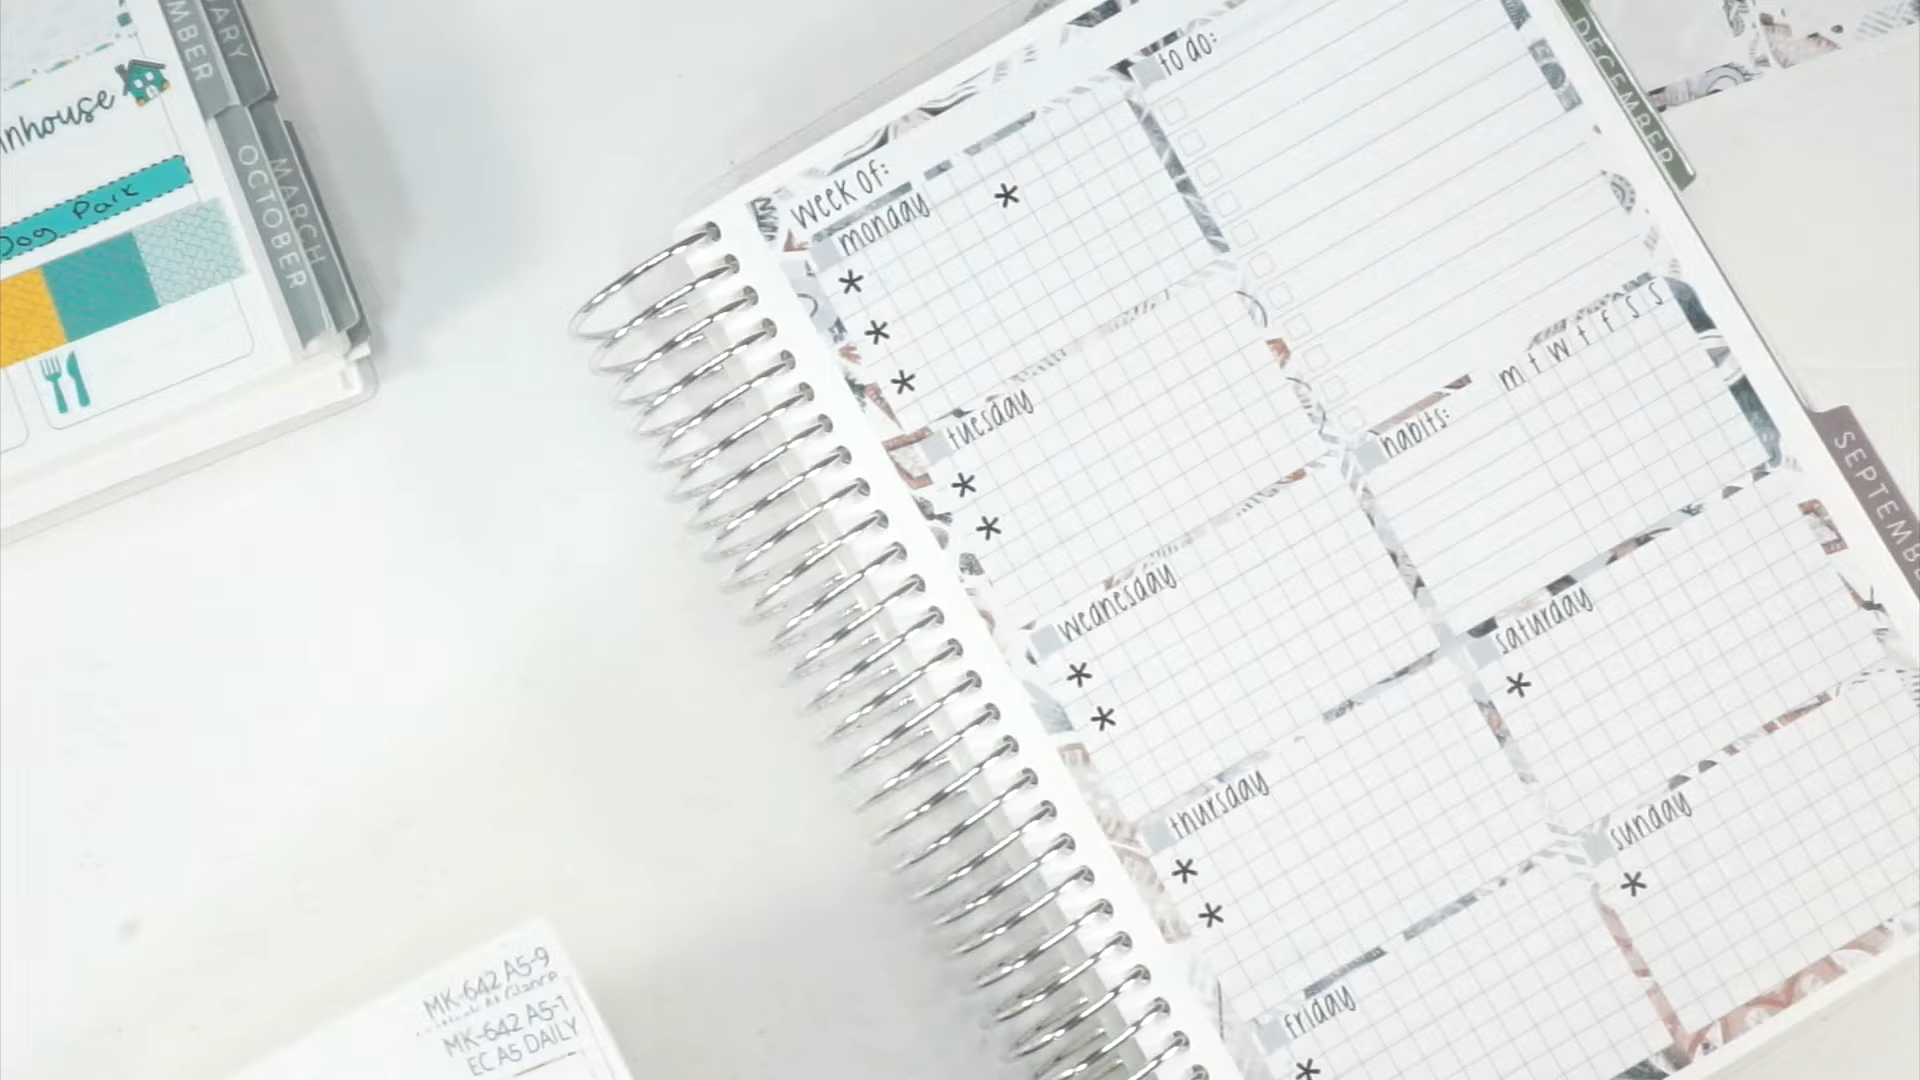 MBER
ARY
nhouse
Dog Park
MARCH
OCTOBER
week of:
to do:
monday
*
*
*
*
tuesday
*
*
wednesday
*
*
thursday
*
*
friday
*
habits:
m t w t f s s
saturday
*
sunday
*
DECEMBER
SEPTEMBE
MK-642 A5-9
MK-642 A5-1
EC A5 DAILY